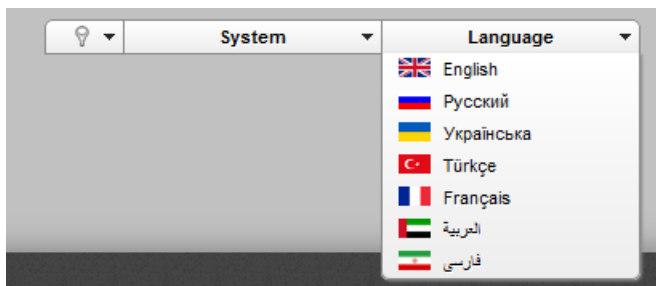 System
Language
English
Русский
Українська
Türkçe
Français
العربية
فارسی